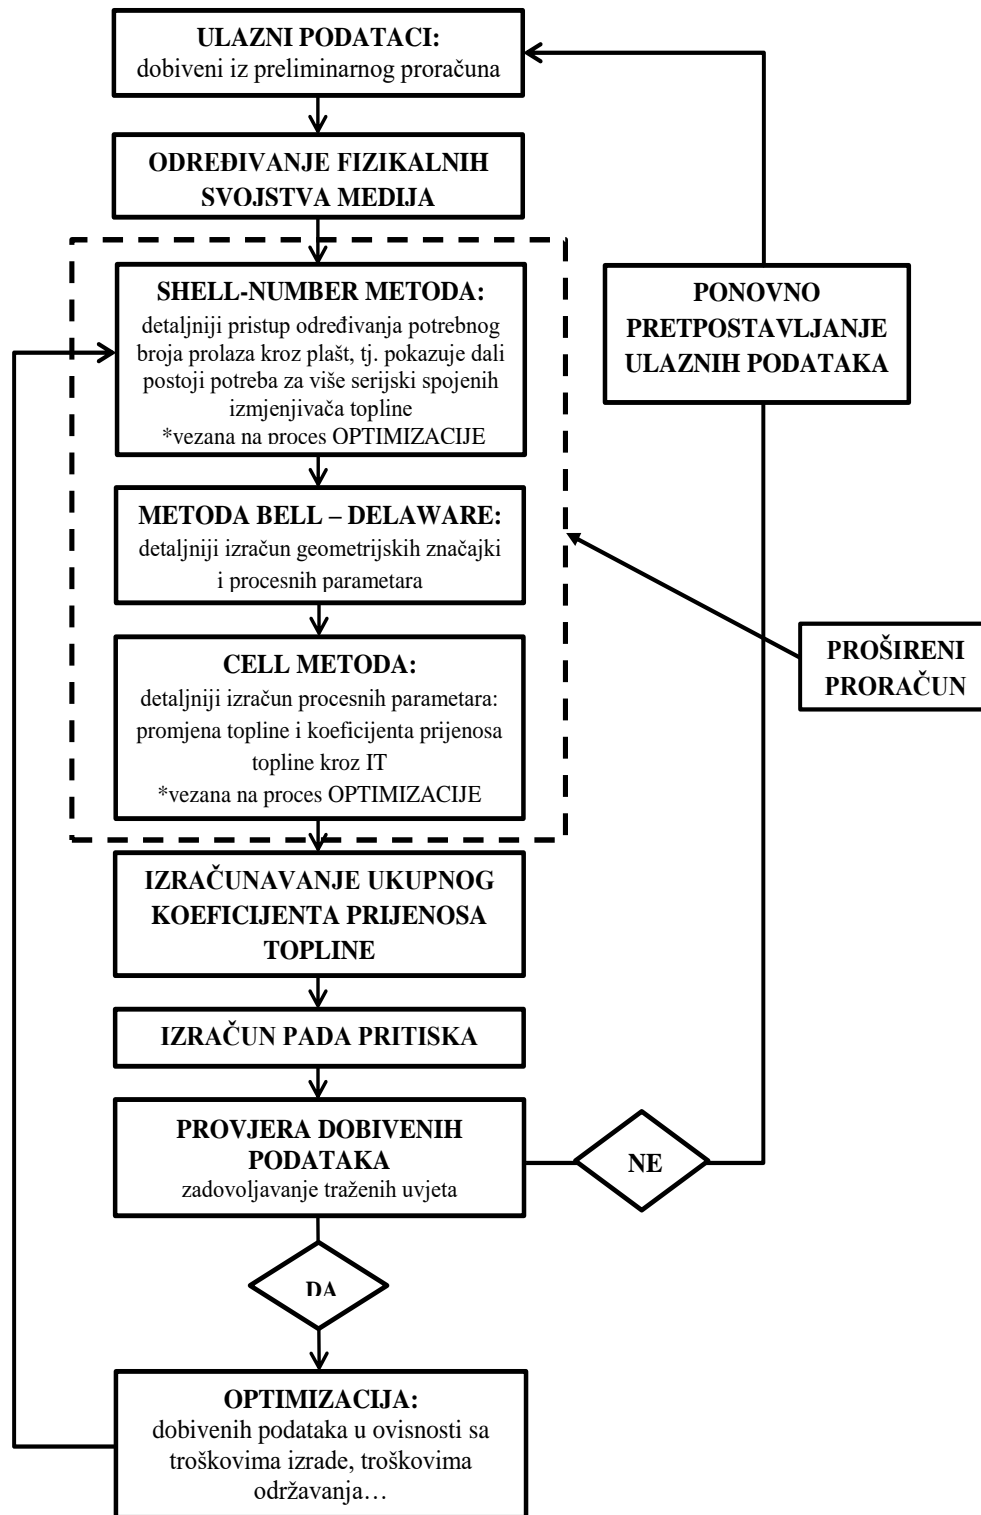 ULAZNI PODATACI:
dobiveni iz preliminarnog proračuna
ODREĐIVANJE FIZIKALNIH
SVOJSTVA MEDIJA
SHELL-NUMBER METODA:
detaljniji pristup određivanja potrebnog
broja prolaza kroz plašt, tj. pokazuje dali
postoji potreba za više serijski spojenih
izmjenjivača topline
*vezana na proces OPTIMIZACIJE
PONOVNO
PRETPOSTAVLJANJE
ULAZNIH PODATAKA
METODA BELL – DELAWARE:
detaljniji izračun geometrijskih značajki
i procesnih parametara
CELL METODA:
detaljniji izračun procesnih parametara:
promjena topline i koeficijenta prijenosa
topline kroz IT
*vezana na proces OPTIMIZACIJE
PROŠIRENI
PRORAČUN
IZRAČUNAVANJE UKUPNOG
KOEFICIJENTA PRIJENOSA
TOPLINE
IZRAČUN PADA PRITISKA
PROVJERA DOBIVENIH
PODATAKA
zadovoljavanje traženih uvjeta
NE
DA
OPTIMIZACIJA:
dobivenih podataka u ovisnosti sa
troškovima izrade, troškovima
održavanja…